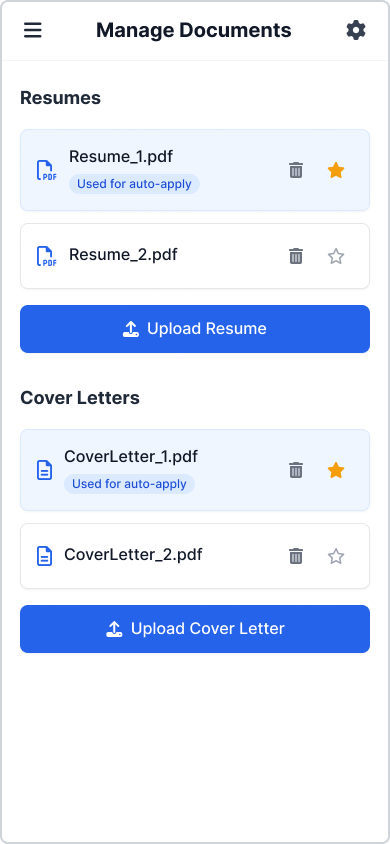 Manage Documents
Resumes
PDF
Resume_1.pdf
Used for auto-apply
PDF
Resume_2.pdf
Upload Resume
Cover Letters
CoverLetter_1.pdf
Used for auto-apply
CoverLetter_2.pdf
Upload Cover Letter